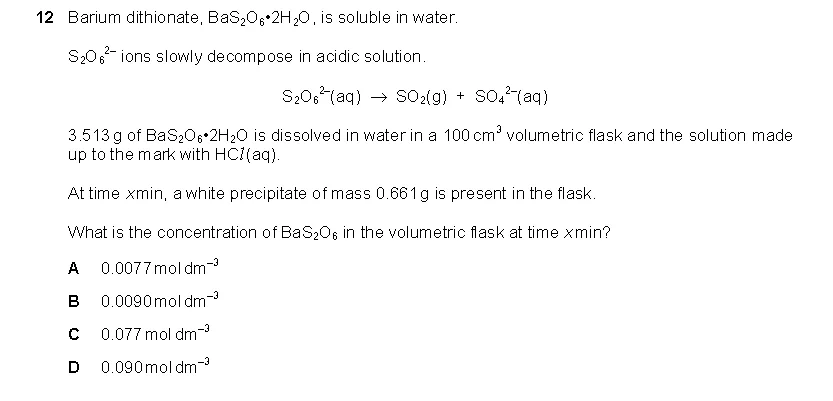 12 Barium dithionate, BaS₂O₆•2H₂O, is soluble in water.
S₂O₆²⁻ ions slowly decompose in acidic solution.
S₂O₆²⁻(aq) → SO₂(g) + SO₄²⁻(aq)
3.513 g of BaS₂O₆•2H₂O is dissolved in water in a 100 cm³ volumetric flask and the solution made
up to the mark with HCl(aq).
At time x min, a white precipitate of mass 0.661 g is present in the flask.
What is the concentration of BaS₂O₆ in the volumetric flask at time x min?
A 0.0077 mol dm⁻³
B 0.0090 mol dm⁻³
C 0.077 mol dm⁻³
D 0.090 mol dm⁻³